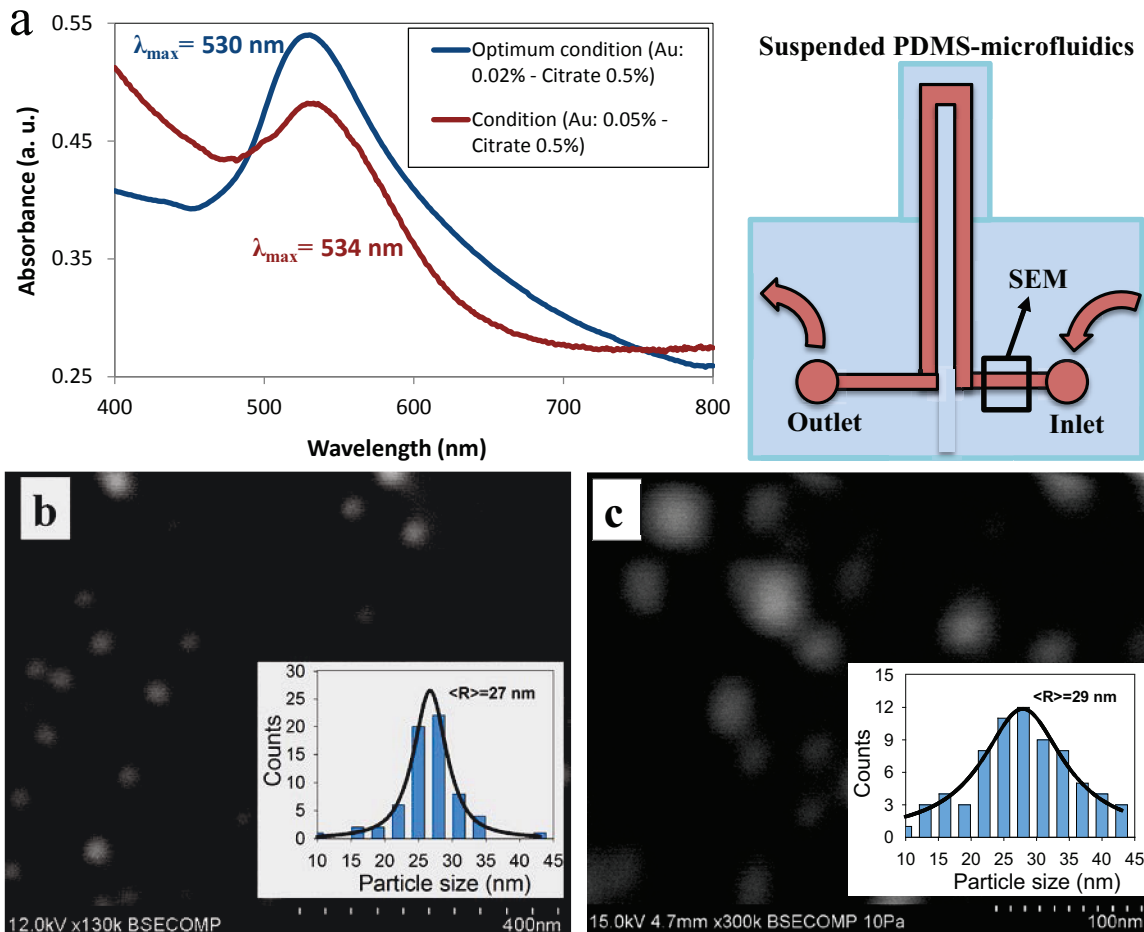 a
λmax= 530 nm
λmax= 534 nm
Optimum condition (Au:
0.02% - Citrate 0.5%)
Condition (Au: 0.05% -
Citrate 0.5%)
Absorbance (a. u.)
0.55
0.45
0.35
0.25
400
500
600
700
800
Wavelength (nm)
Suspended PDMS-microfluidics
SEM
Outlet
Inlet
b
<R>=27 nm
Counts
30
25
20
15
10
5
0
10 15 20 25 30 35 40 45
Particle size (nm)
12.0kV x130k BSECOMP
400nm
c
<R>=29 nm
Counts
15
12
9
6
3
0
10 15 20 25 30 35 40 45
Particle size (nm)
15.0kV 4.7mm x300k BSECOMP 10Pa
100nm